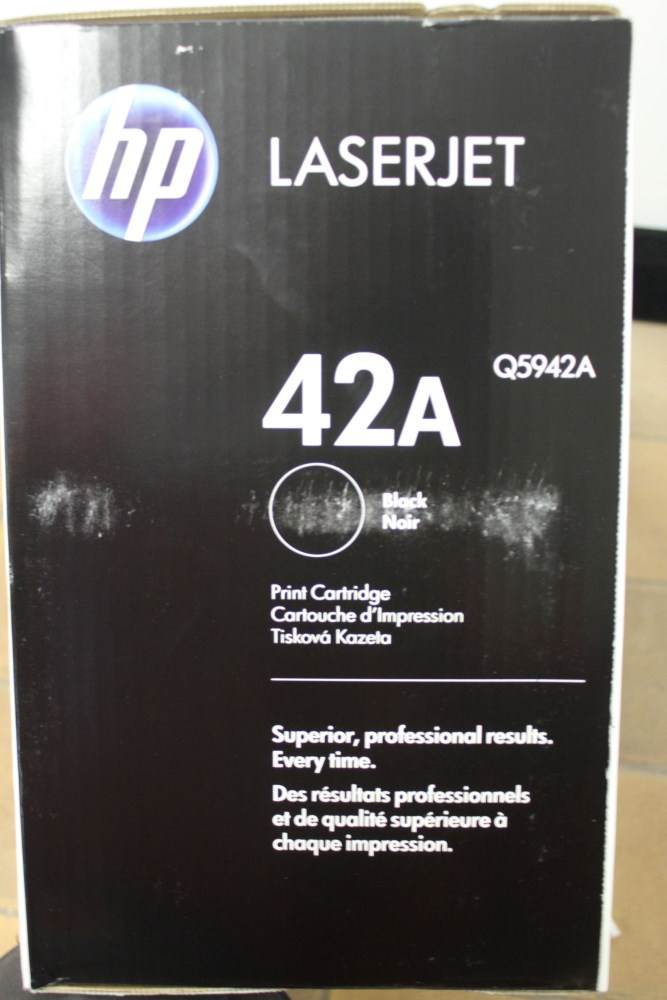 hp
LASERJET
42A
Q5942A
Black
Noir
Print Cartridge
Cartouche d'Impression
Tisková Kazeta
Superior, professional results.
Every time.
Des résultats professionnels
et de qualité supérieure à
chaque impression.